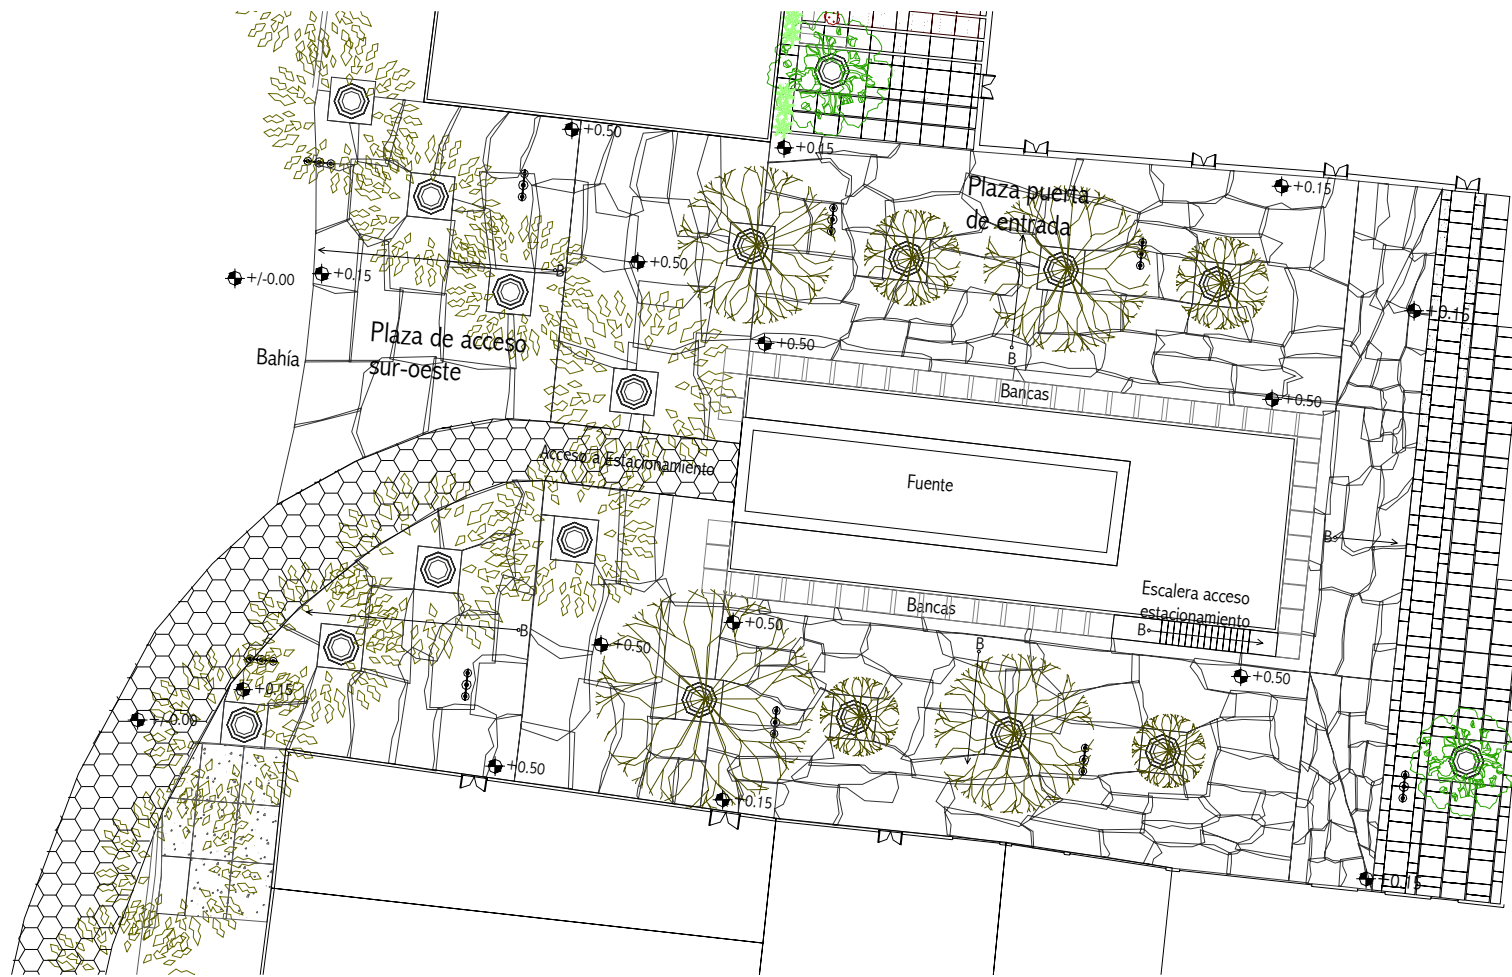 +0.50
+0.15
Plaza puerta
de entrada
+0.15
+0.50
B
+/-0.00
+0.15
+0.15
Plaza de acceso
sur-oeste
Bahía
+0.50
B
Bancas
+0.50
Acceso a Estacionamiento
Fuente
B
Escalera acceso
estacionamiento
Bancas
+0.50
B
B
B
+0.50
+0.50
+0.15
+/-0.00
+0.50
+0.15
+0.15